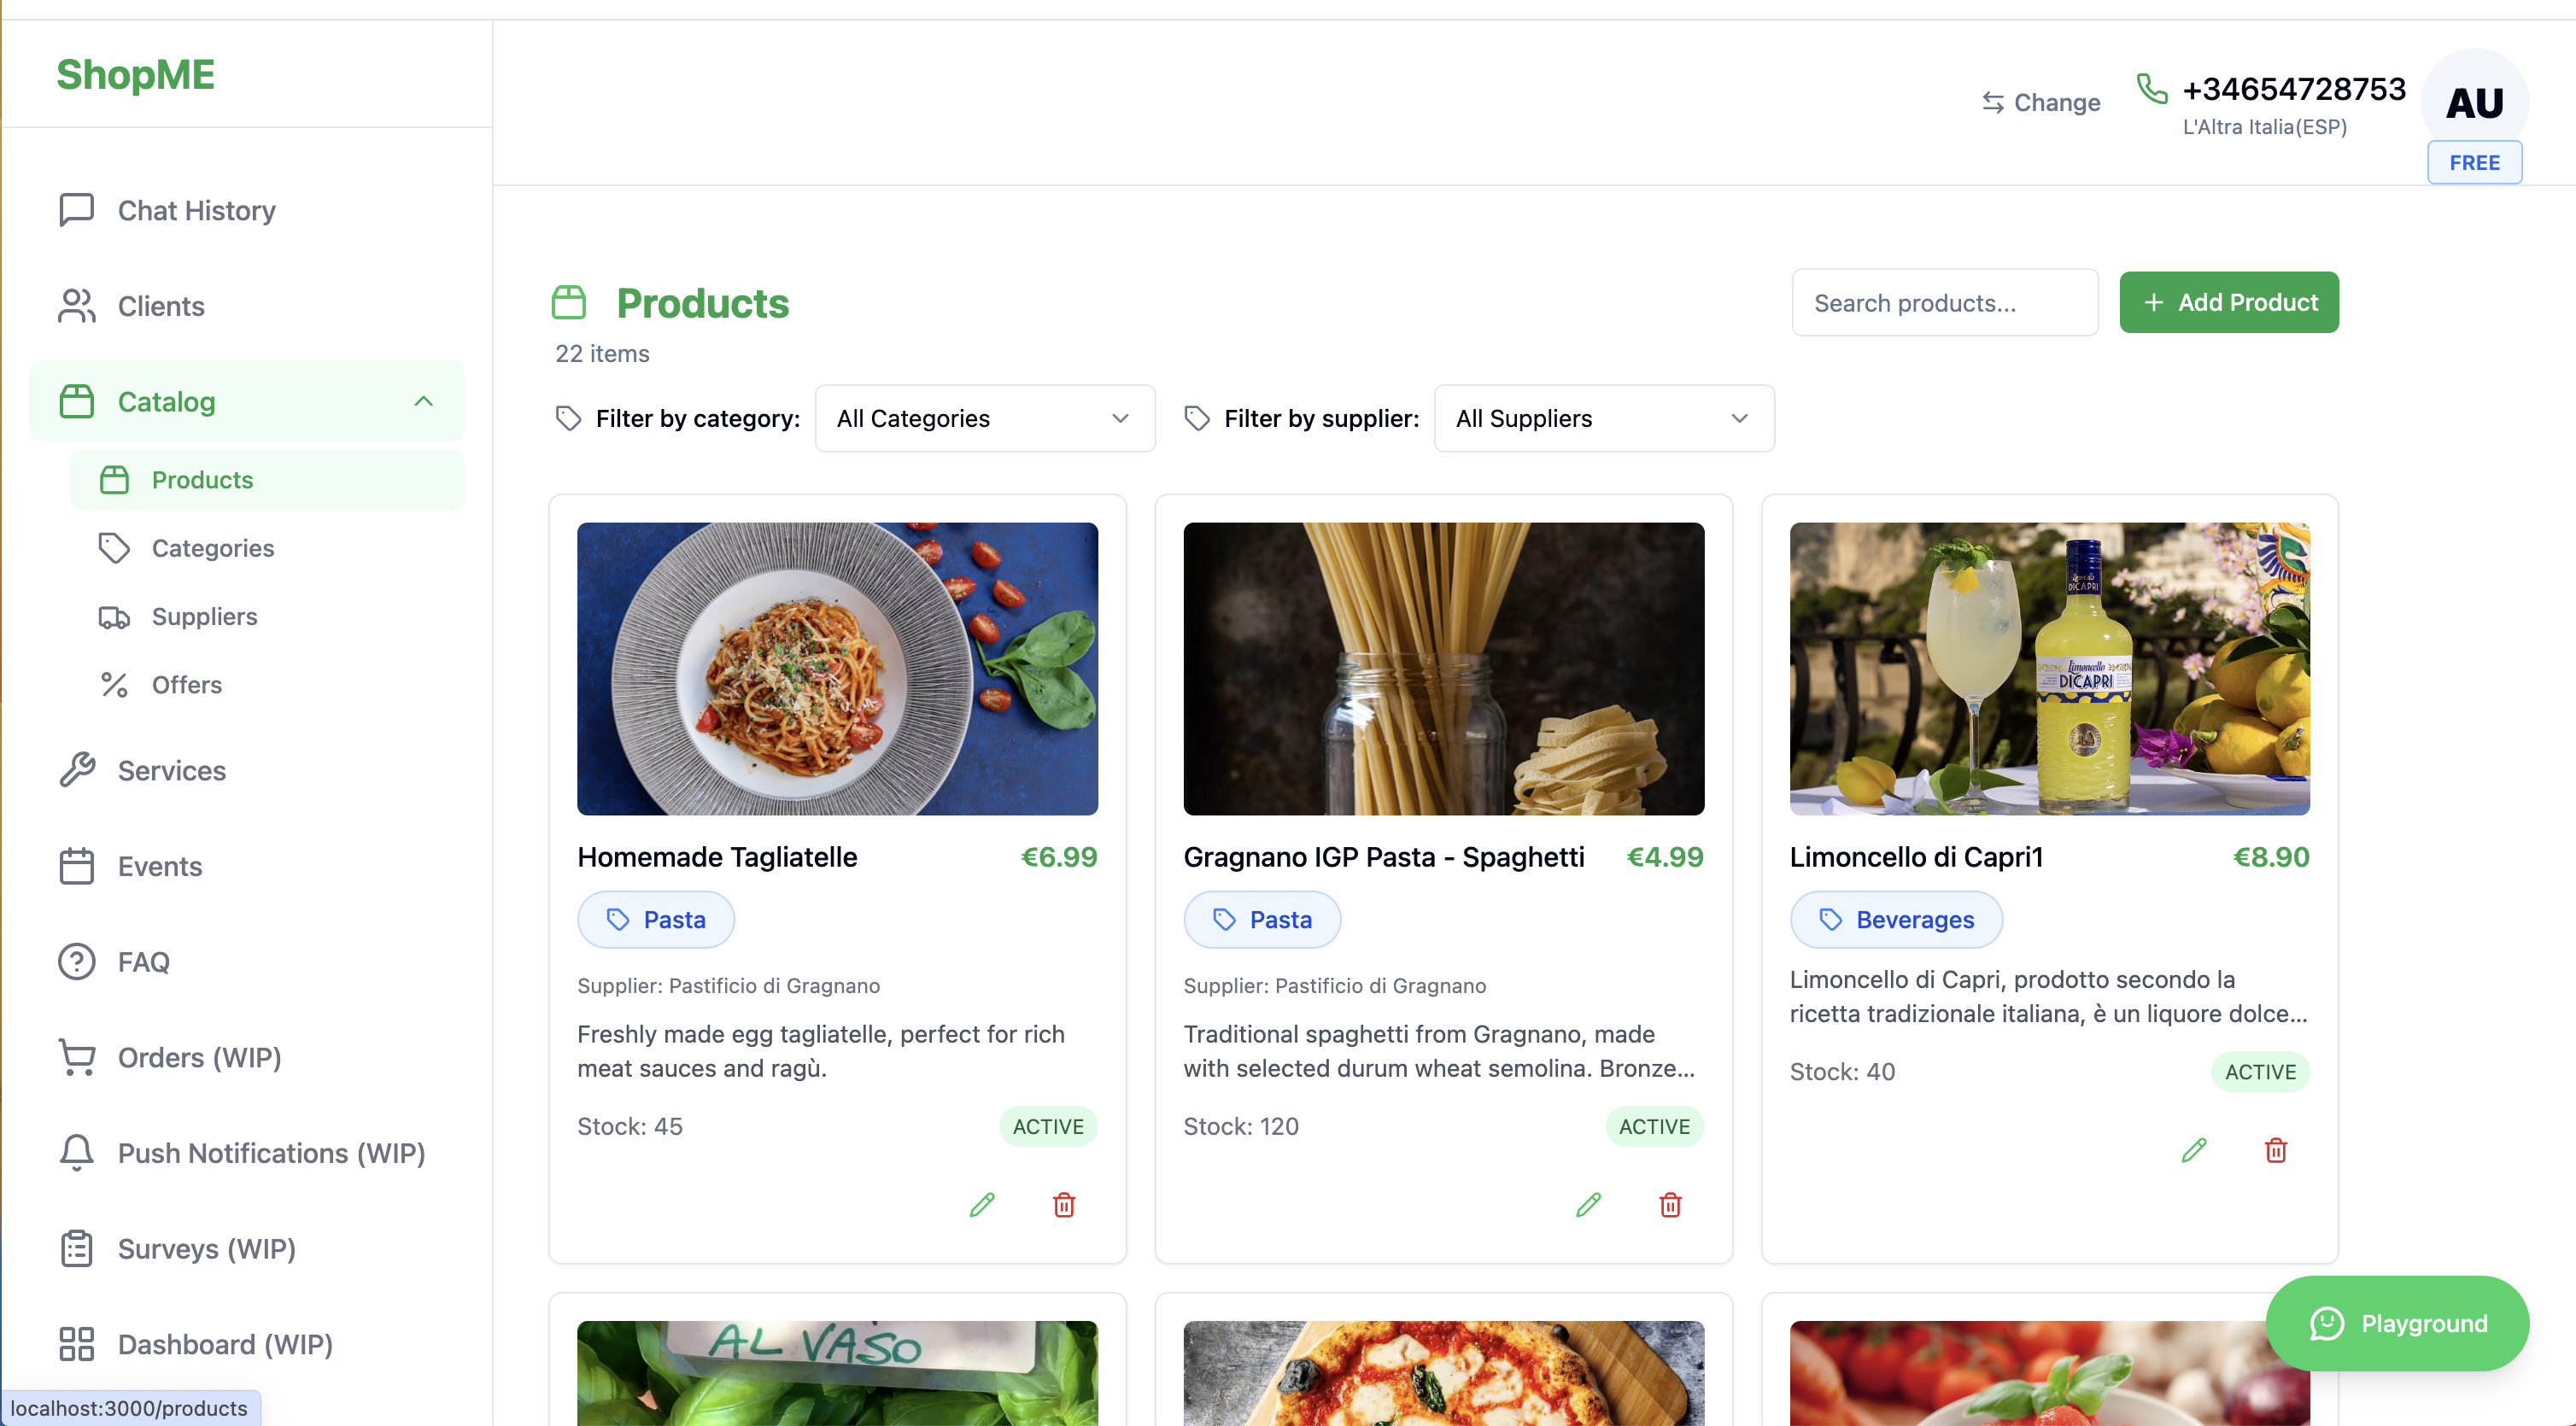 ShopME
Change
+34654728753
L'Altra Italia(ESP)
AU
FREE
Chat History
Clients
Catalog
Products
Categories
Suppliers
Offers
Services
Events
FAQ
Orders (WIP)
Push Notifications (WIP)
Surveys (WIP)
Dashboard (WIP)
localhost:3000/products
Products
22 items
Search products...
+ Add Product
Filter by category:
All Categories
Filter by supplier:
All Suppliers
Homemade Tagliatelle
€6.99
Pasta
Supplier: Pastificio di Gragnano
Freshly made egg tagliatelle, perfect for rich
meat sauces and ragù.
Stock: 45
ACTIVE
Gragnano IGP Pasta - Spaghetti
€4.99
Pasta
Supplier: Pastificio di Gragnano
Traditional spaghetti from Gragnano, made
with selected durum wheat semolina. Bronze...
Stock: 120
ACTIVE
DICAPRI
Limoncello
DICAPRI
Limoncello di Capri1
€8.90
Beverages
Limoncello di Capri, prodotto secondo la
ricetta tradizionale italiana, è un liquore dolce...
Stock: 40
ACTIVE
AL VASO
Playground